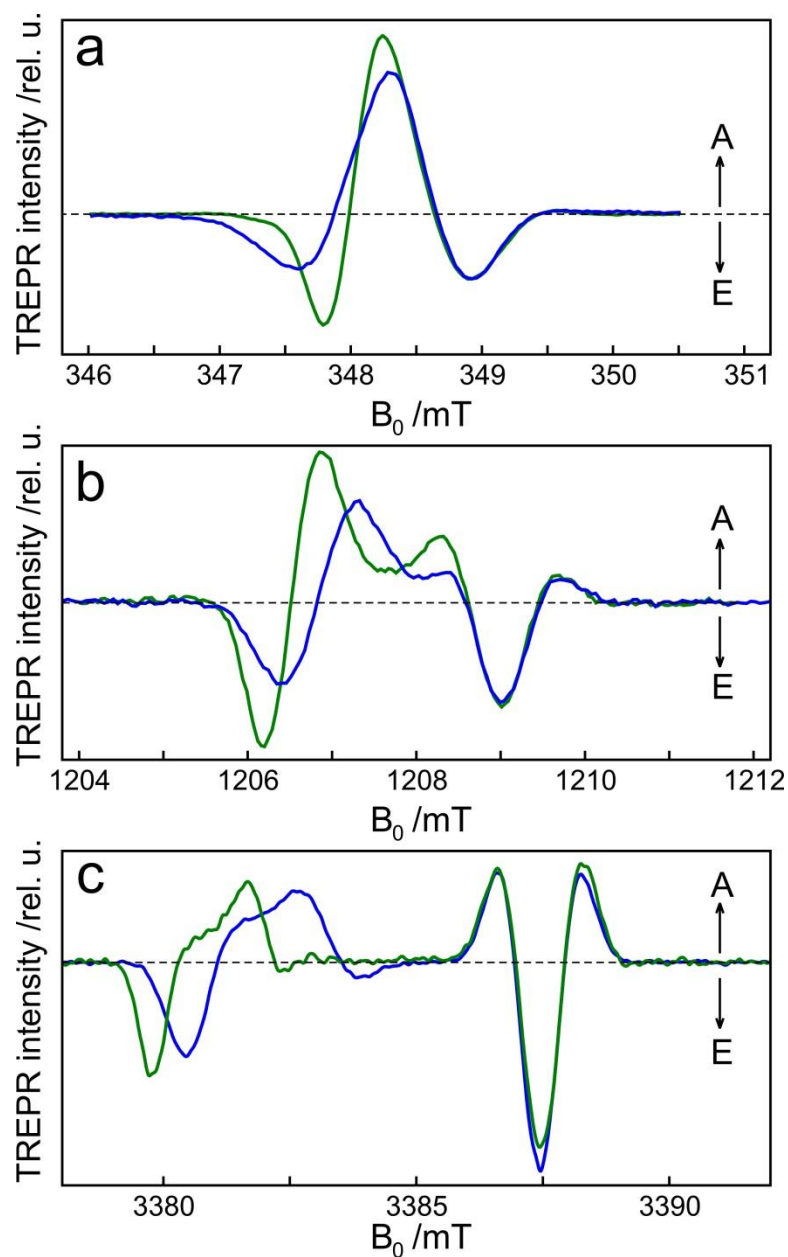 a
TREPR intensity /rel. u.
A
E
346 347 348 349 350 351
B₀ /mT
b
TREPR intensity /rel. u.
A
E
1204 1206 1208 1210 1212
B₀ /mT
c
TREPR intensity /rel. u.
A
E
3380 3385 3390
B₀ /mT